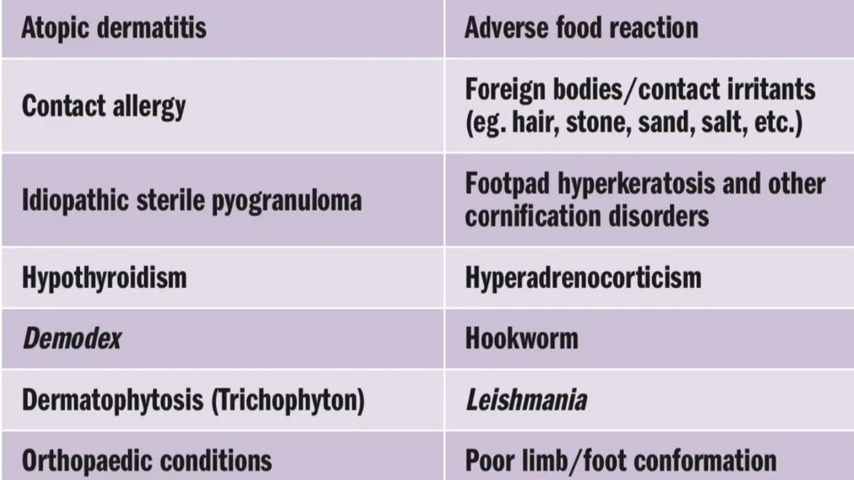 Atopic dermatitis
Adverse food reaction
Contact allergy
Foreign bodies/contact irritants
(eg. hair, stone, sand, salt, etc.)
Idiopathic sterile pyogranuloma
Footpad hyperkeratosis and other
cornification disorders
Hypothyroidism
Hyperadrenocorticism
Demodex
Hookworm
Dermatophytosis (Trichophyton)
Leishmania
Orthopaedic conditions
Poor limb/foot conformation